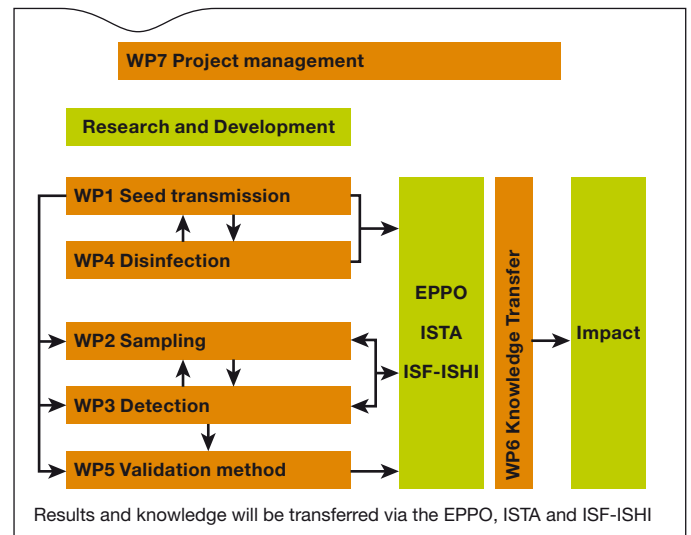 WP7 Project management
Research and Development
WP1 Seed transmission
WP4 Disinfection
WP2 Sampling
WP3 Detection
WP5 Validation method
EPPO
ISTA
ISF-ISHI
WP6 Knowledge Transfer
Impact
Results and knowledge will be transferred via the EPPO, ISTA and ISF-ISHI